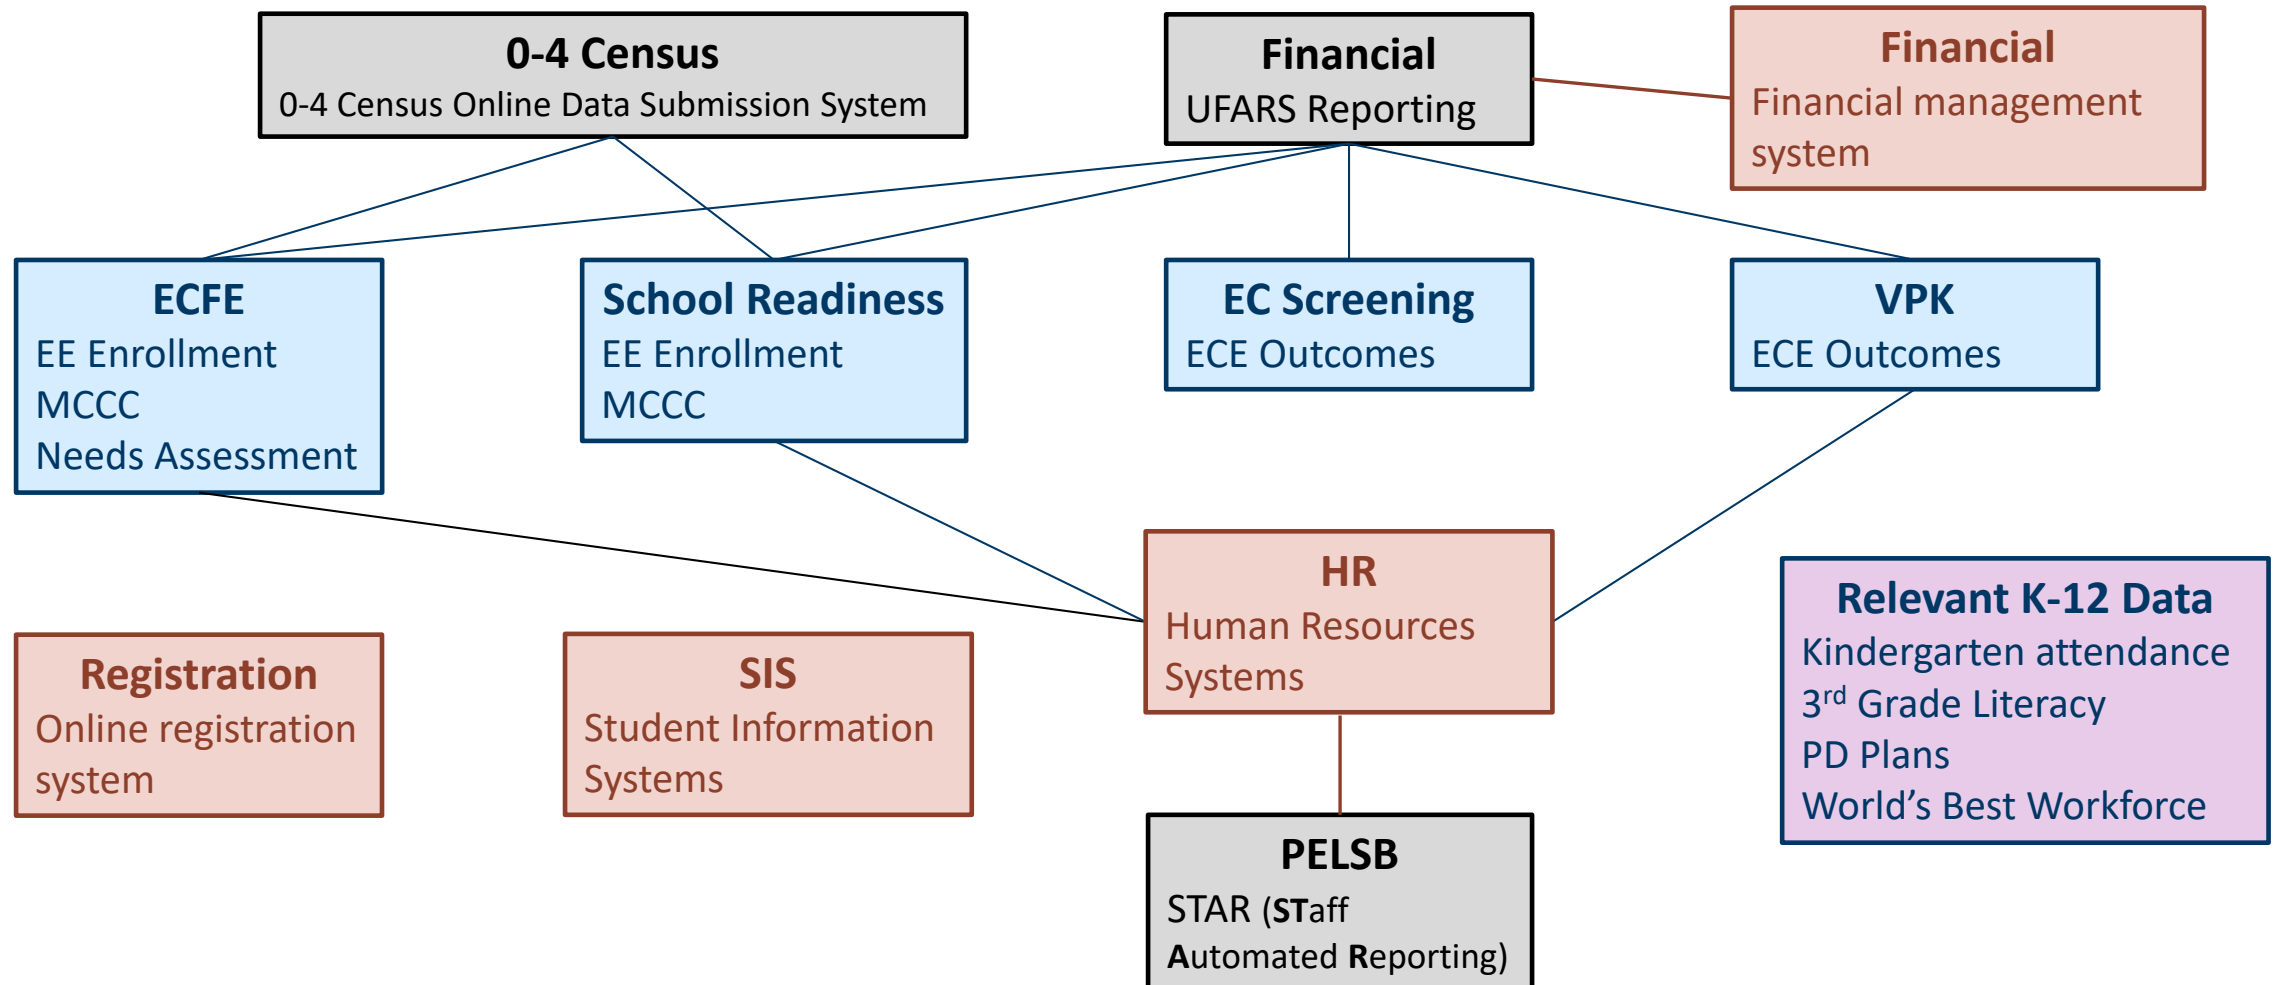 0-4 Census
0-4 Census Online Data Submission System
Financial
UFARS Reporting
Financial
Financial management
system
ECFE
EE Enrollment
MCCC
Needs Assessment
School Readiness
EE Enrollment
MCCC
EC Screening
ECE Outcomes
VPK
ECE Outcomes
Registration
Online registration
system
SIS
Student Information
Systems
HR
Human Resources
Systems
Relevant K-12 Data
Kindergarten attendance
3rd Grade Literacy
PD Plans
World’s Best Workforce
PELSB
STAR (STaff
Automated Reporting)